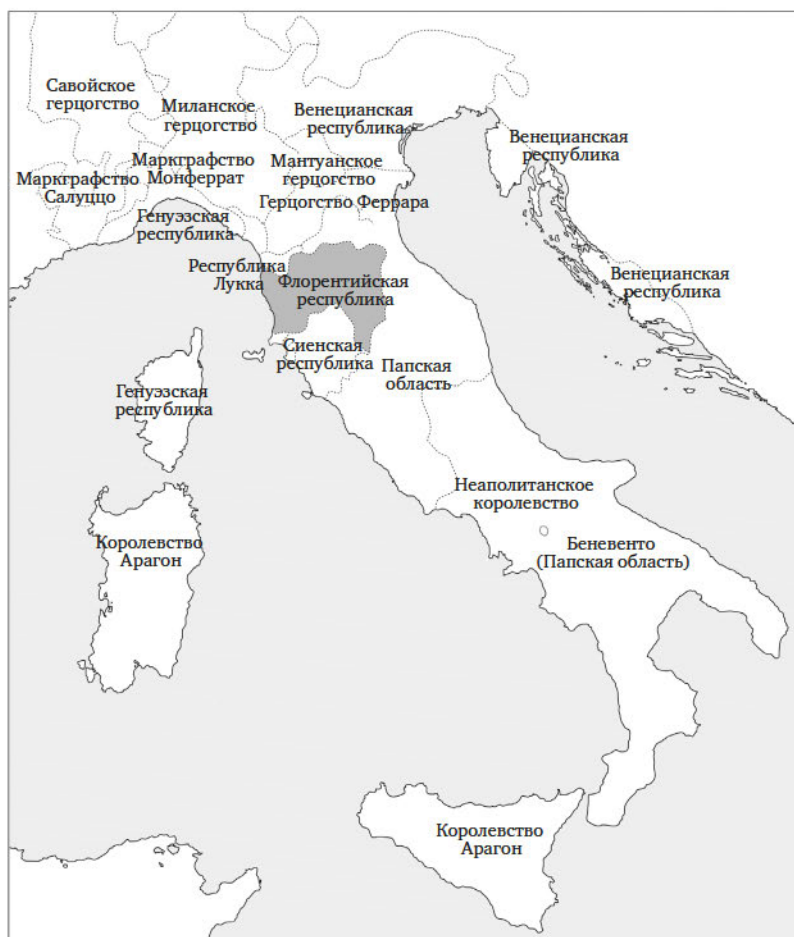 Савойское
герцогство
Миланское
герцогство
Венецианская
республика
Венецианская
республика
Маркграфство
Салуццо
Маркграфство
Монферрат
Мантуанское
герцогство
Герцогство Феррара
Генуэзская
республика
Республика
Лукка
Флорентийская
республика
Венецианская
республика
Сиенская
республика
Папская
область
Генуэзская
республика
Неаполитанское
королевство
Королевство
Арагон
Беневенто
(Папская область)
Королевство
Арагон